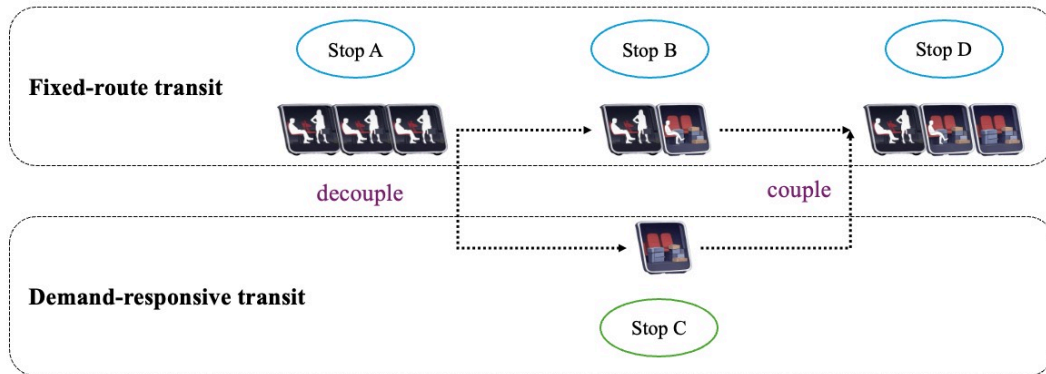 Stop A
Stop B
Stop D
Fixed-route transit
decouple
couple
Demand-responsive transit
Stop C